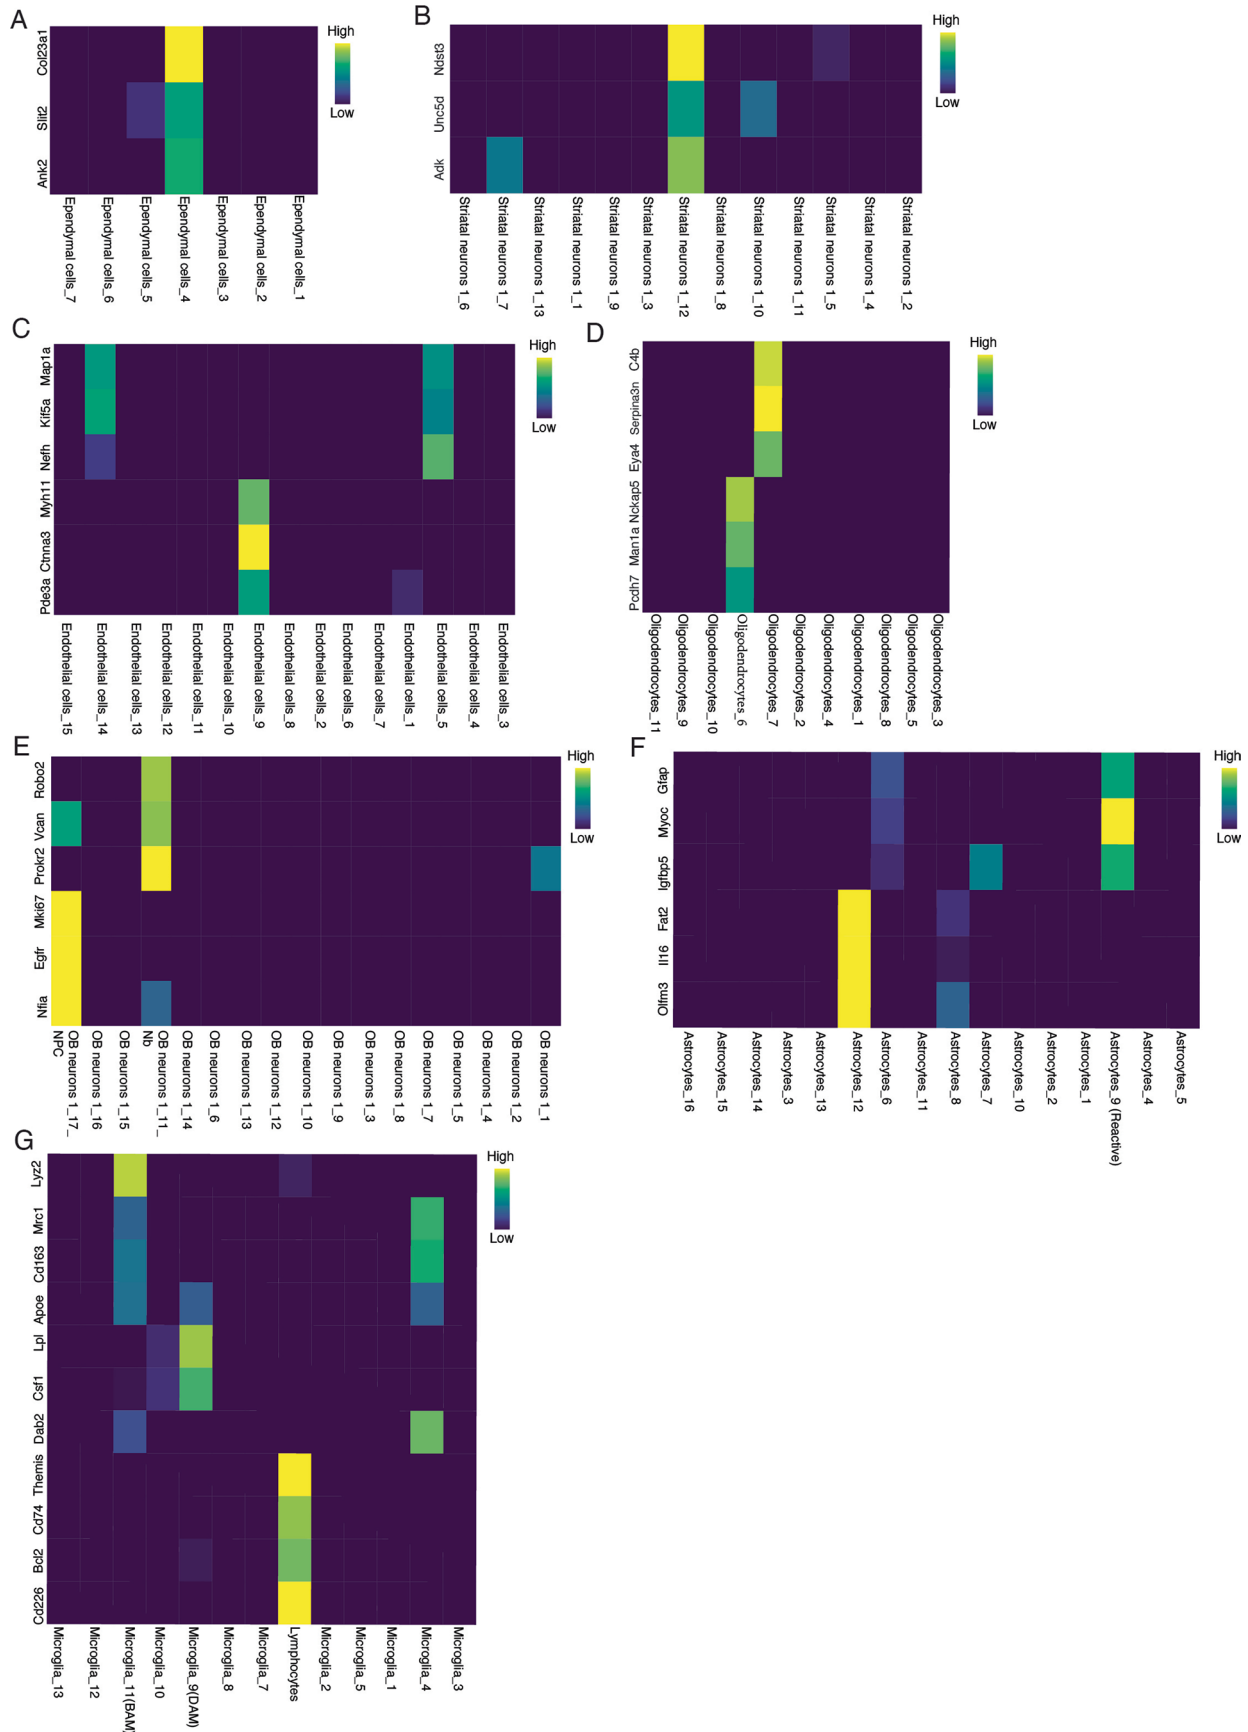 A
Col23a1
Slit2
Ank2
High
Low
Ependymal cells_7
Ependymal cells_6
Ependymal cells_5
Ependymal cells_4
Ependymal cells_3
Ependymal cells_2
Ependymal cells_1
B
Ndst3
Unc5d
Adk
High
Low
Striatal neurons 1_6
Striatal neurons 1_7
Striatal neurons 1_13
Striatal neurons 1_1
Striatal neurons 1_9
Striatal neurons 1_3
Striatal neurons 1_12
Striatal neurons 1_8
Striatal neurons 1_10
Striatal neurons 1_11
Striatal neurons 1_5
Striatal neurons 1_4
Striatal neurons 1_2
C
Map1a
Kif5a
Nefh
Myh11
Ctnna3
Pde3a
High
Low
Endothelial cells_15
Endothelial cells_14
Endothelial cells_13
Endothelial cells_12
Endothelial cells_11
Endothelial cells_10
Endothelial cells_9
Endothelial cells_8
Endothelial cells_2
Endothelial cells_6
Endothelial cells_7
Endothelial cells_1
Endothelial cells_5
Endothelial cells_4
Endothelial cells_3
D
C4b
Serpina3n
Eya4
Nckap5
Man1a
Pcdh7
High
Low
Oligodendrocytes_11
Oligodendrocytes_9
Oligodendrocytes_10
Oligodendrocytes_6
Oligodendrocytes_7
Oligodendrocytes_2
Oligodendrocytes_4
Oligodendrocytes_1
Oligodendrocytes_8
Oligodendrocytes_5
Oligodendrocytes_3
E
Robo2
Vcan
Prokr2
Mki67
Egfr
Nfia
High
Low
OB neurons 1_17_
NPC
OB neurons 1_16
OB neurons 1_15
OB neurons 1_11_
Nb
OB neurons 1_14
OB neurons 1_6
OB neurons 1_13
OB neurons 1_12
OB neurons 1_10
OB neurons 1_9
OB neurons 1_3
OB neurons 1_8
OB neurons 1_7
OB neurons 1_5
OB neurons 1_4
OB neurons 1_2
OB neurons 1_1
F
Gfap
Myoc
Igfbp5
Fat2
Il16
Olfm3
High
Low
Astrocytes_16
Astrocytes_15
Astrocytes_14
Astrocytes_3
Astrocytes_13
Astrocytes_12
Astrocytes_6
Astrocytes_11
Astrocytes_8
Astrocytes_7
Astrocytes_10
Astrocytes_2
Astrocytes_1
Astrocytes_9 (Reactive)
Astrocytes_4
Astrocytes_5
G
Lyz2
Mrc1
Cd163
Apoe
Lpl
Csf1
Dab2
Themis
Cd74
Bcl2
Cd226
High
Low
Microglia_13
Microglia_12
Microglia_11(BAM)
Microglia_10
Microglia_9(DAM)
Microglia_8
Microglia_7
Lymphocytes
Microglia_2
Microglia_5
Microglia_1
Microglia_4
Microglia_3